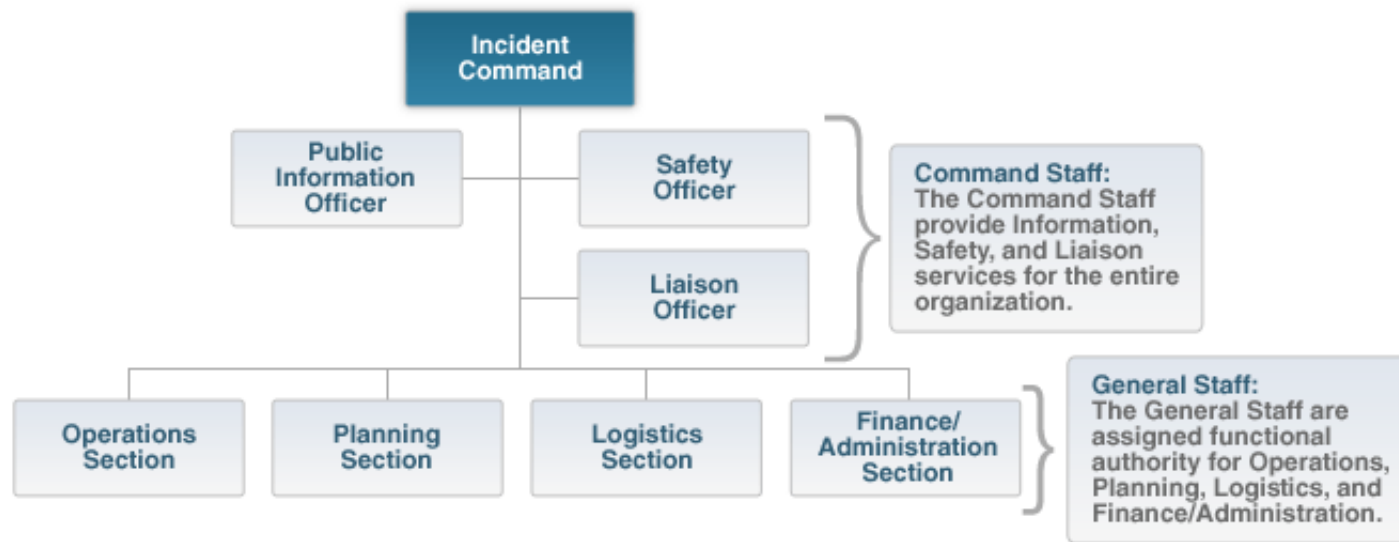 Incident
Command
Public
Information
Officer
Safety
Officer
Liaison
Officer
Command Staff:
The Command Staff
provide Information,
Safety, and Liaison
services for the entire
organization.
Operations
Section
Planning
Section
Logistics
Section
Finance/
Administration
Section
General Staff:
The General Staff are
assigned functional
authority for Operations,
Planning, Logistics, and
Finance/Administration.